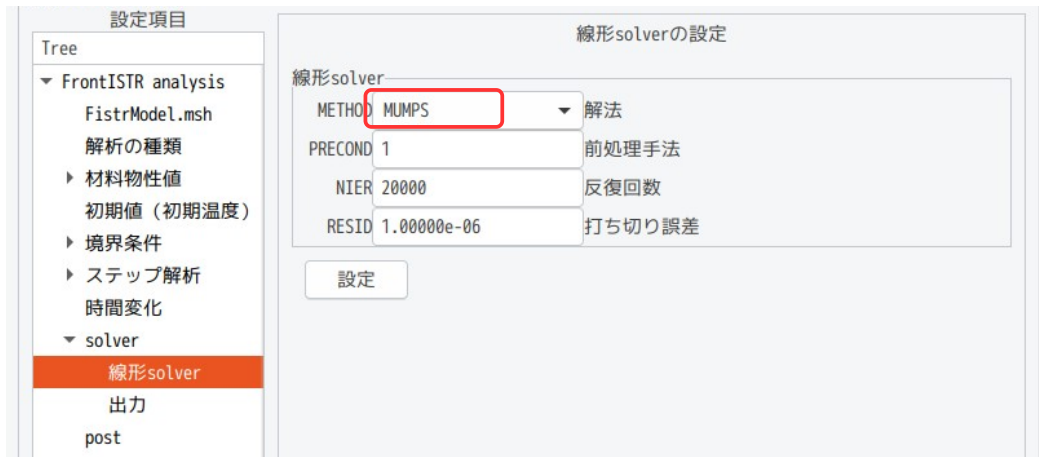 設定項目
Tree
FrontISTR analysis
FistrModel.msh
解析の種類
材料物性値
初期値（初期温度）
境界条件
ステップ解析
時間変化
solver
線形solver
出力
post
線形solverの設定
線形solver
METHOD MUMPS 解法
PRECOND 1 前処理手法
NIER 20000 反復回数
RESID 1.00000e-06 打ち切り誤差
設定